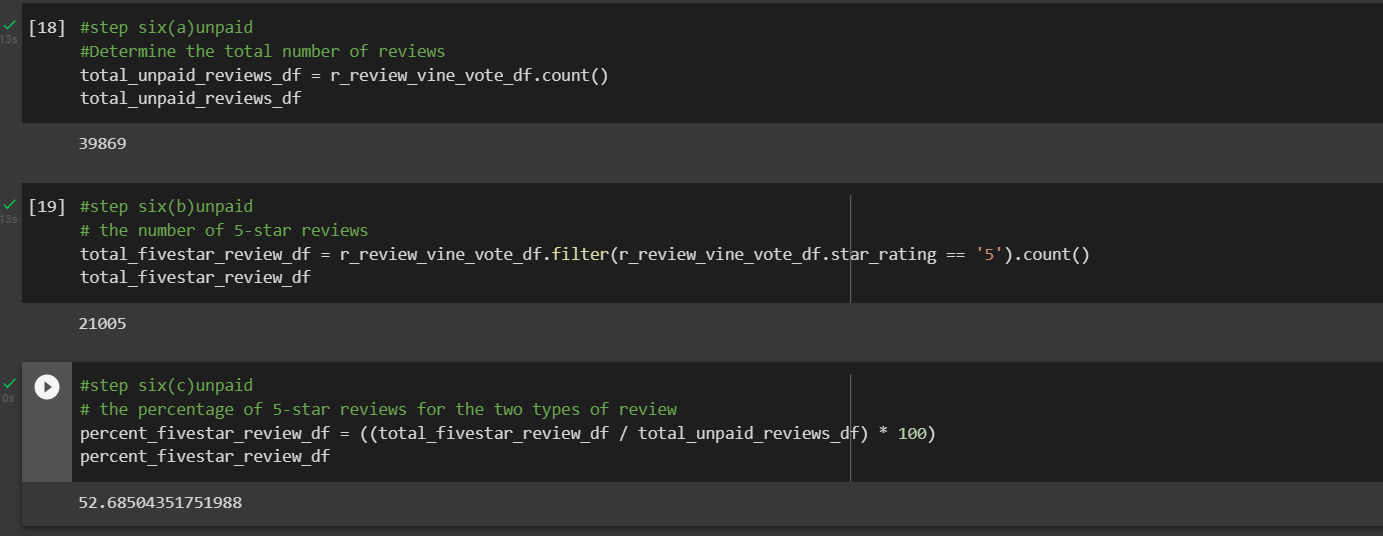 [18] #step six(a)unpaid
13s
#Determine the total number of reviews
total_unpaid_reviews_df = r_review_vine_vote_df.count()
total_unpaid_reviews_df
39869
[19] #step six(b)unpaid
13s
# the number of 5-star reviews
total_fivestar_review_df = r_review_vine_vote_df.filter(r_review_vine_vote_df.star_rating == '5').count()
total_fivestar_review_df
21005
#step six(c)unpaid
0s
# the percentage of 5-star reviews for the two types of review
percent_fivestar_review_df = ((total_fivestar_review_df / total_unpaid_reviews_df) * 100)
percent_fivestar_review_df
52.68504351751988